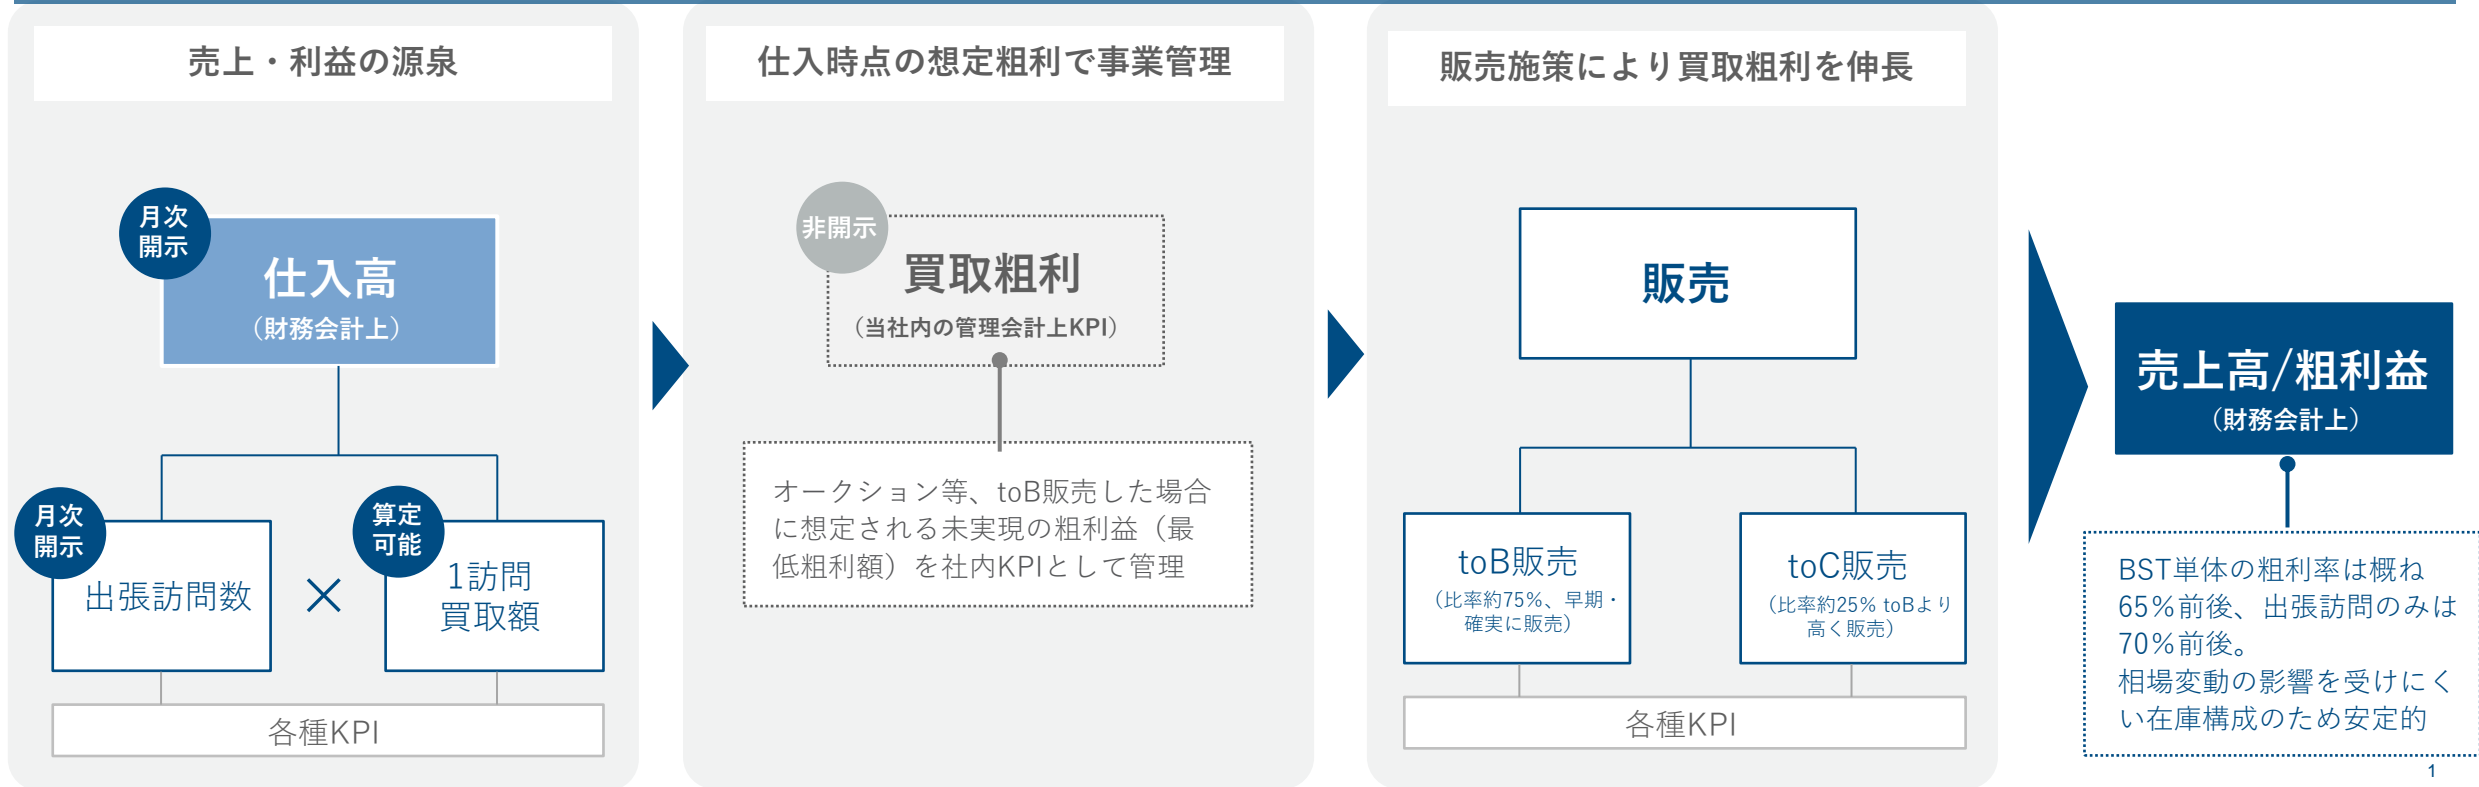 売上・利益の源泉
月次
開示
仕入高
（財務会計上）
月次
開示
出張訪問数
×
算定
可能
1訪問
買取額
各種KPI
仕入時点の想定粗利で事業管理
非開示
買取粗利
（当社内の管理会計上KPI）
オークション等、toB販売した場合
に想定される未実現の粗利益（最
低粗利額）を社内KPIとして管理
販売施策により買取粗利を伸長
販売
toB販売
（比率約75%、早期・
確実に販売）
toC販売
（比率約25% toBより
高く販売）
各種KPI
売上高/粗利益
（財務会計上）
BST単体の粗利率は概ね
65%前後、出張訪問のみは
70%前後。
相場変動の影響を受けにく
い在庫構成のため安定的
1